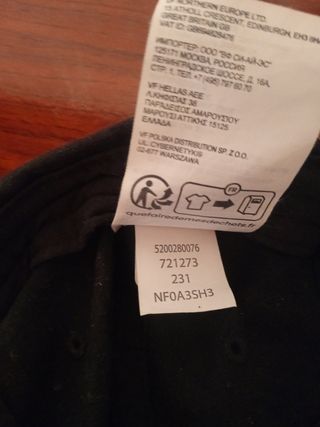 VF NORTHERN EUROPE LTD.
13 ATHOLL CRESCENT, EDINBURGH, EH3
GREAT BRITAIN GB
VAT ID: GB694628476
ИМПОРТЕР: ООО "ВФ СИ-АЙ-ЭС"
125171 МОСКВА, РОССИЯ
ЛЕНИНГРАДСКОЕ ШОССЕ, Д. 16А,
СТР. 1, ТЕЛ. +7 (495) 797 60 70
VF HELLAS AEE
Λ.ΚΗΦΙΣΙΑΣ 38
ΠΑΡΑΔΕΙΣΟΣ ΑΜΑΡΟΥΣΙΟΥ
ΜΑΡΟΥΣΙ ΑΤΤΙΚΗΣ 15125
ΕΛΛΑΔΑ
VF POLSKA DISTRIBUTION SP. Z O.O.
UL. CYBERNETYKI 
02-677 WARSZAWA
FR
quefairedemesdechets.fr
5200280076
721273
231
NF0A3SH3